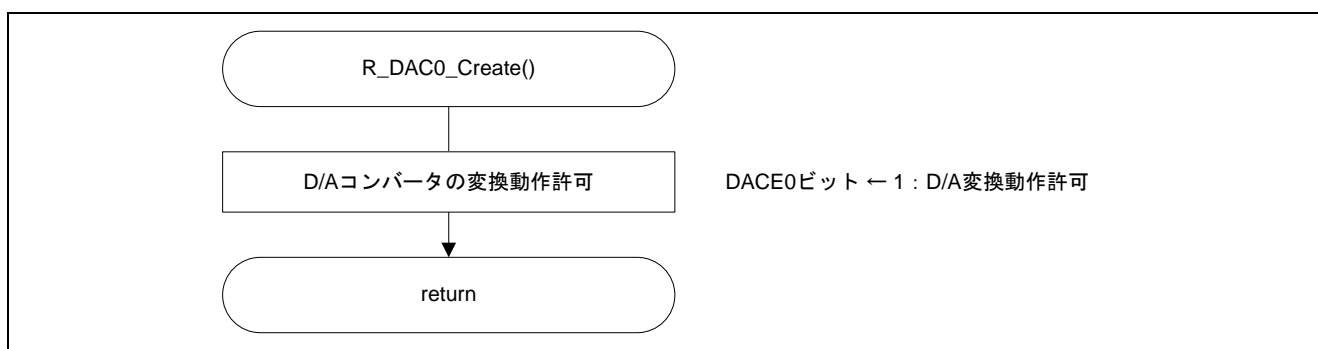 R_DAC0_Create()
D/Aコンバータの変換動作許可
DACE0ビット ← 1：D/A変換動作許可
return